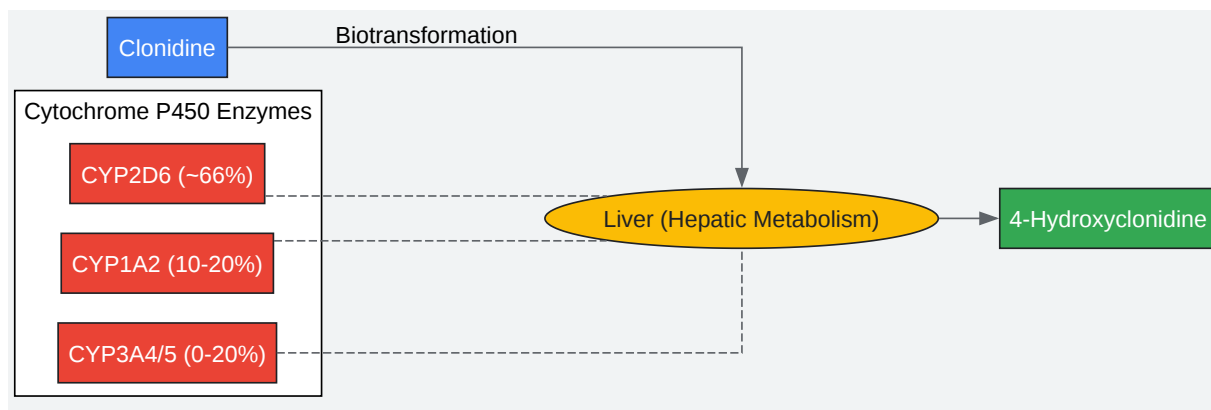 Clonidine
Biotransformation
Cytochrome P450 Enzymes
CYP2D6 (~66%)
CYP1A2 (10-20%)
CYP3A4/5 (0-20%)
Liver (Hepatic Metabolism)
4-Hydroxyclonidine